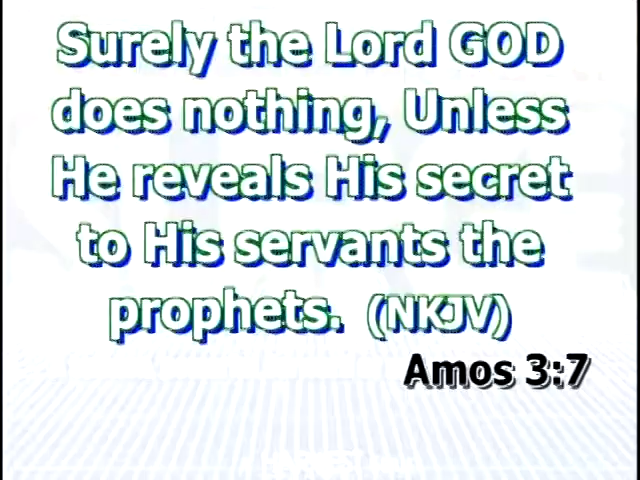 Surely the Lord GOD
does nothing, Unless
He reveals His secret
to His servants the
prophets. (NKJV)
Amos 3:7